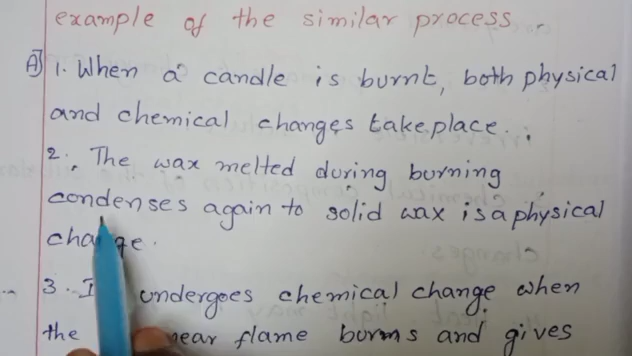 example of the similar process.
A] 1. When a candle is burnt, both physical
and chemical changes takeplace.
2. The wax melted during burning
condenses again to solid wax is a physical
change.
3. I undergoes chemical change when
the near flame burns and gives